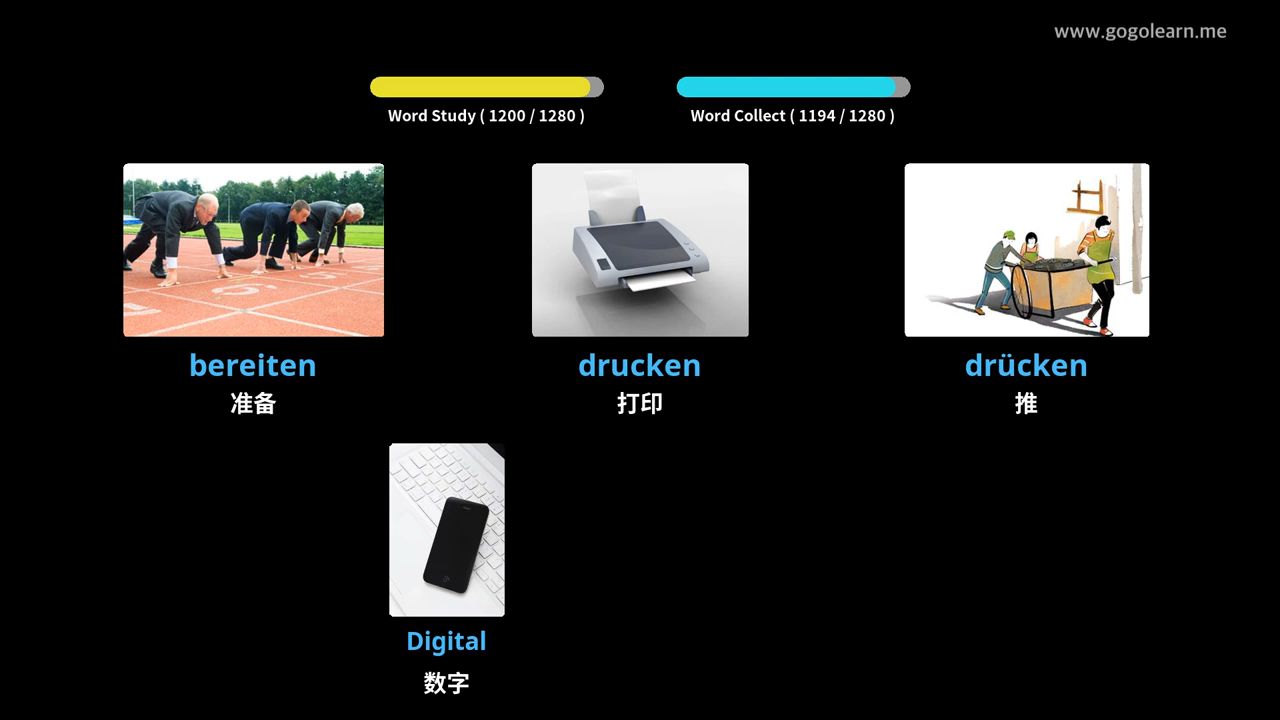 www.gogolearn.me
Word Study ( 1200 / 1280 )
Word Collect ( 1194 / 1280 )
bereiten
准备
drucken
打印
drücken
推
Digital
数字